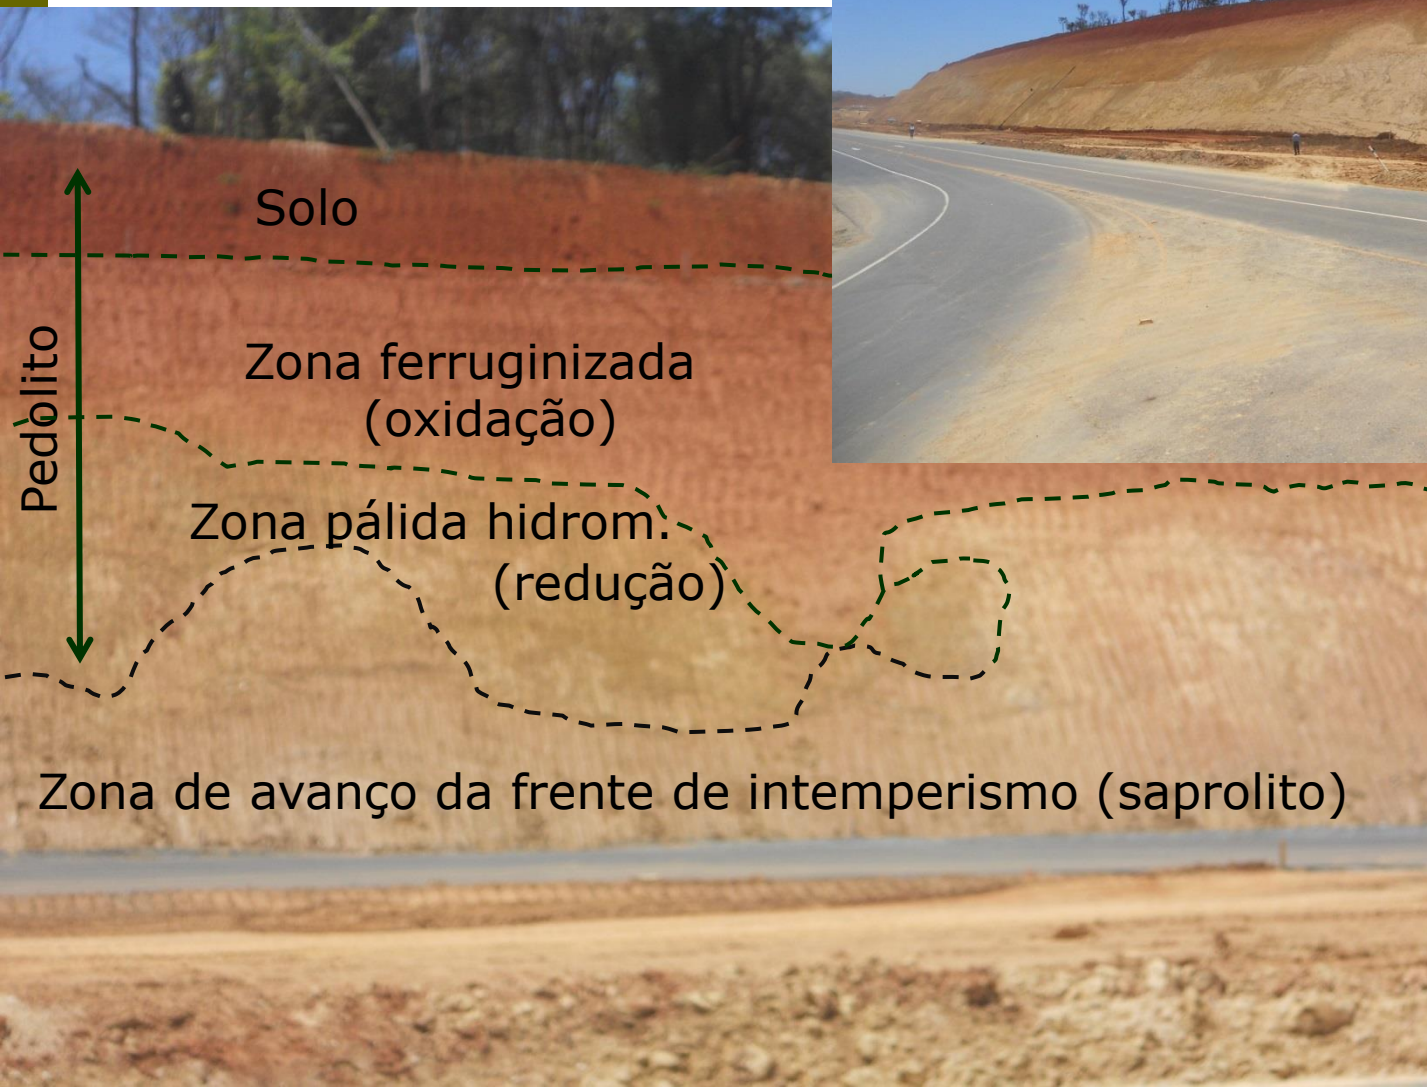 Solo
Pedolito
Zona ferruginizada
(oxidação)
Zona pálida hidrom.
(redução)
Zona de avanço da frente de intemperismo (saprolito)